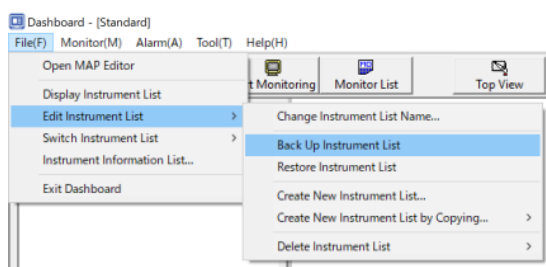 Dashboard - [Standard]
File(F) Monitor(M) Alarm(A) Tool(T) Help(H)
Open MAP Editor
Monitoring Monitor List Top View
Display Instrument List
Edit Instrument List >
Change Instrument List Name...
Switch Instrument List >
Back Up Instrument List
Instrument Information List...
Restore Instrument List
Exit Dashboard
Create New Instrument List...
Create New Instrument List by Copying... >
Delete Instrument List >